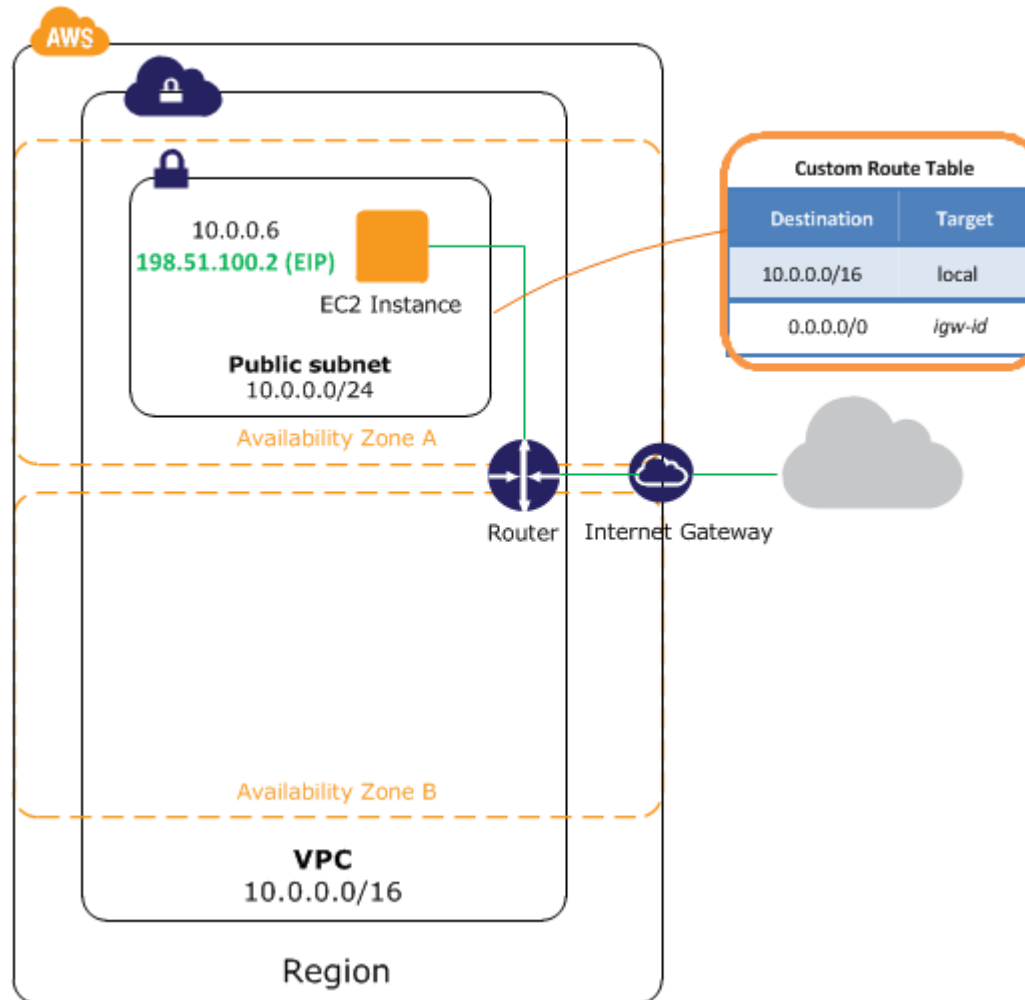 AWS
10.0.0.6
198.51.100.2 (EIP)
EC2 Instance
Public subnet
10.0.0.0/24
Availability Zone A
Custom Route Table
Destination Target
10.0.0.0/16 local
0.0.0.0/0 igw-id
Router
Internet Gateway
Availability Zone B
VPC
10.0.0.0/16
Region